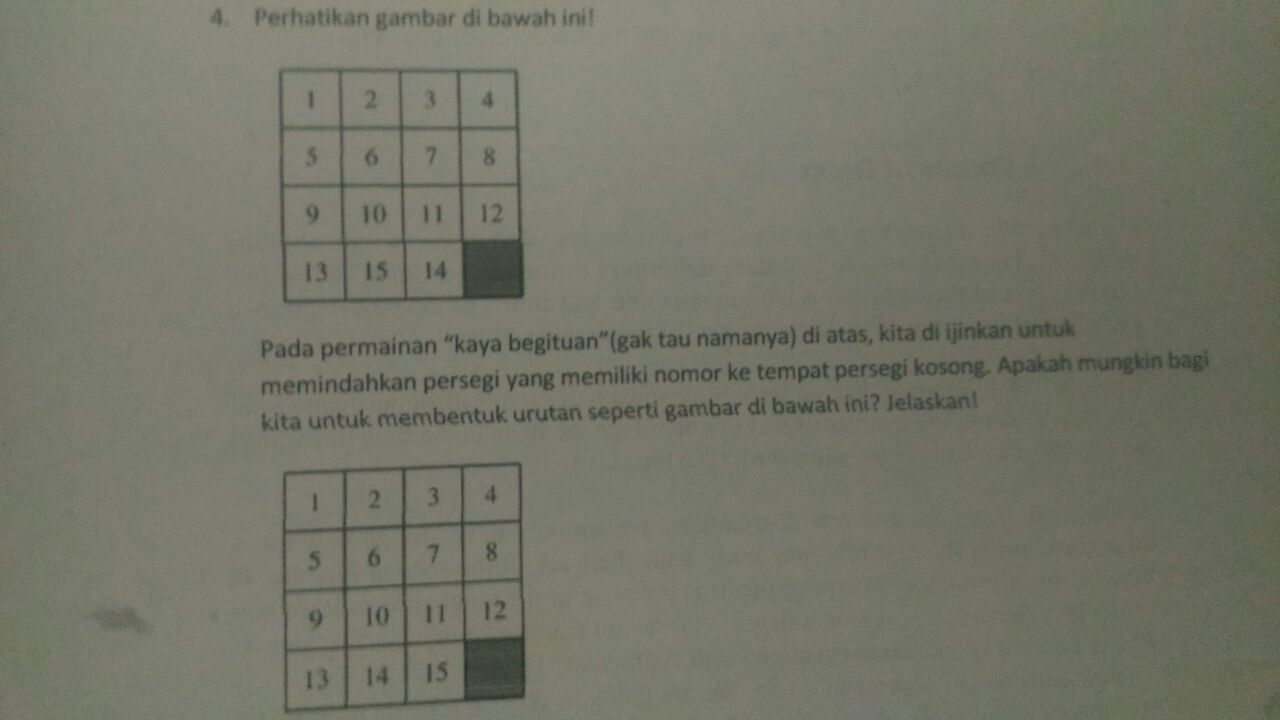 4. Perhatikan gambar di bawah ini!
1 2 3 4
5 6 7 8
9 10 11 12
13 15 14
Pada permainan “kaya begituan”(gak tau namanya) di atas, kita di ijinkan untuk
memindahkan persegi yang memiliki nomor ke tempat persegi kosong. Apakah mungkin bagi
kita untuk membentuk urutan seperti gambar di bawah ini? Jelaskan!
1 2 3 4
5 6 7 8
9 10 11 12
13 14 15